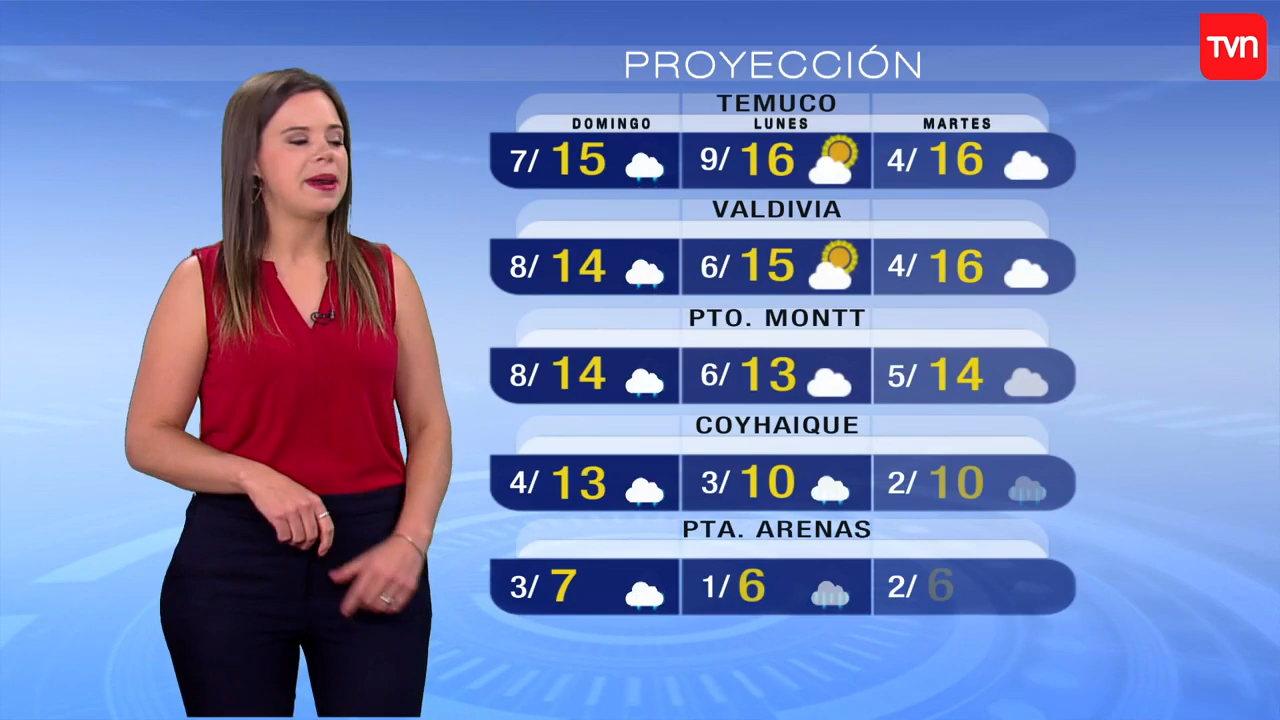 TVN
PROYECCIÓN
TEMUCO
DOMINGO LUNES MARTES
7/ 15 9/ 16 4/ 16
VALDIVIA
8/ 14 6/ 15 4/ 16
PTO. MONTT
8/ 14 6/ 13 5/ 14
COYHAIQUE
4/ 13 3/ 10 2/ 10
PTA. ARENAS
3/ 7 1/ 6 2/ 6